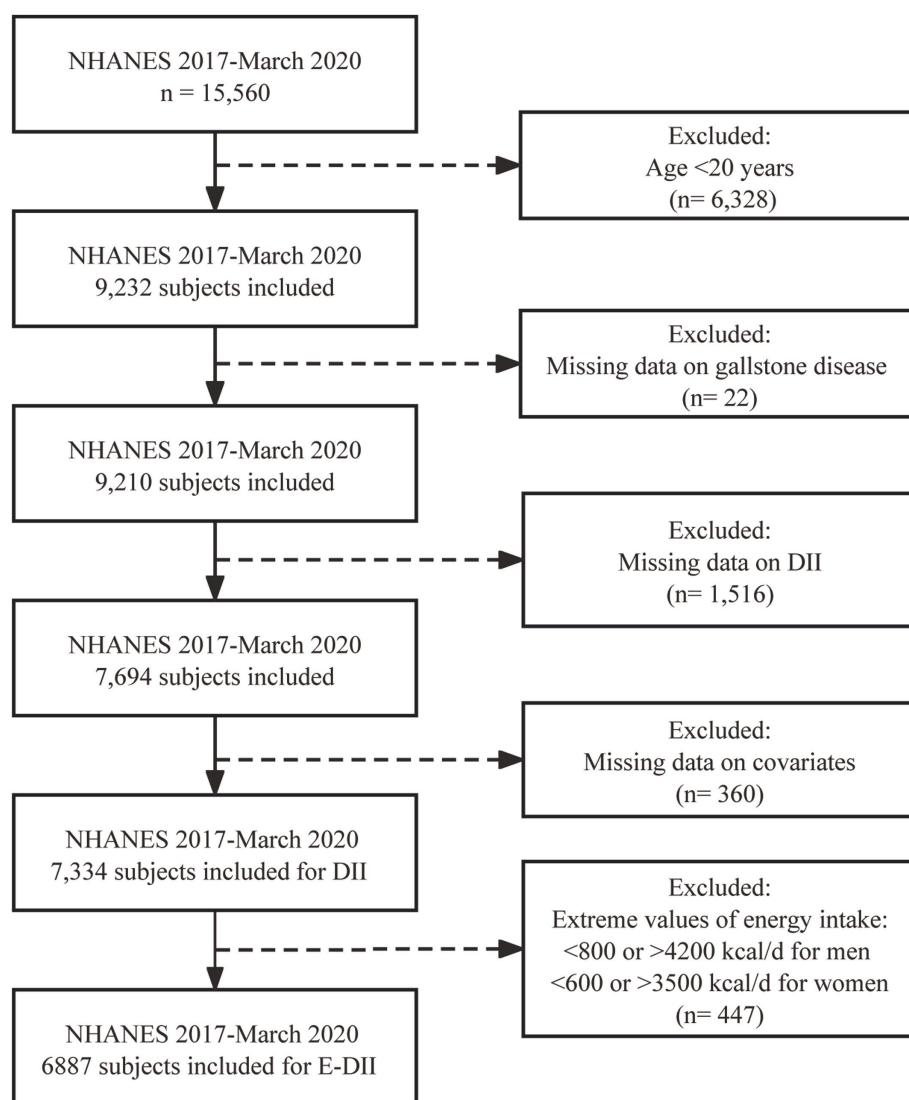 NHANES 2017-March 2020
n = 15,560
Excluded:
Age <20 years
(n= 6,328)
NHANES 2017-March 2020
9,232 subjects included
Excluded:
Missing data on gallstone disease
(n= 22)
NHANES 2017-March 2020
9,210 subjects included
Excluded:
Missing data on DII
(n= 1,516)
NHANES 2017-March 2020
7,694 subjects included
Excluded:
Missing data on covariates
(n= 360)
NHANES 2017-March 2020
7,334 subjects included for DII
Excluded:
Extreme values of energy intake:
<800 or >4200 kcal/d for men
<600 or >3500 kcal/d for women
(n= 447)
NHANES 2017-March 2020
6887 subjects included for E-DII